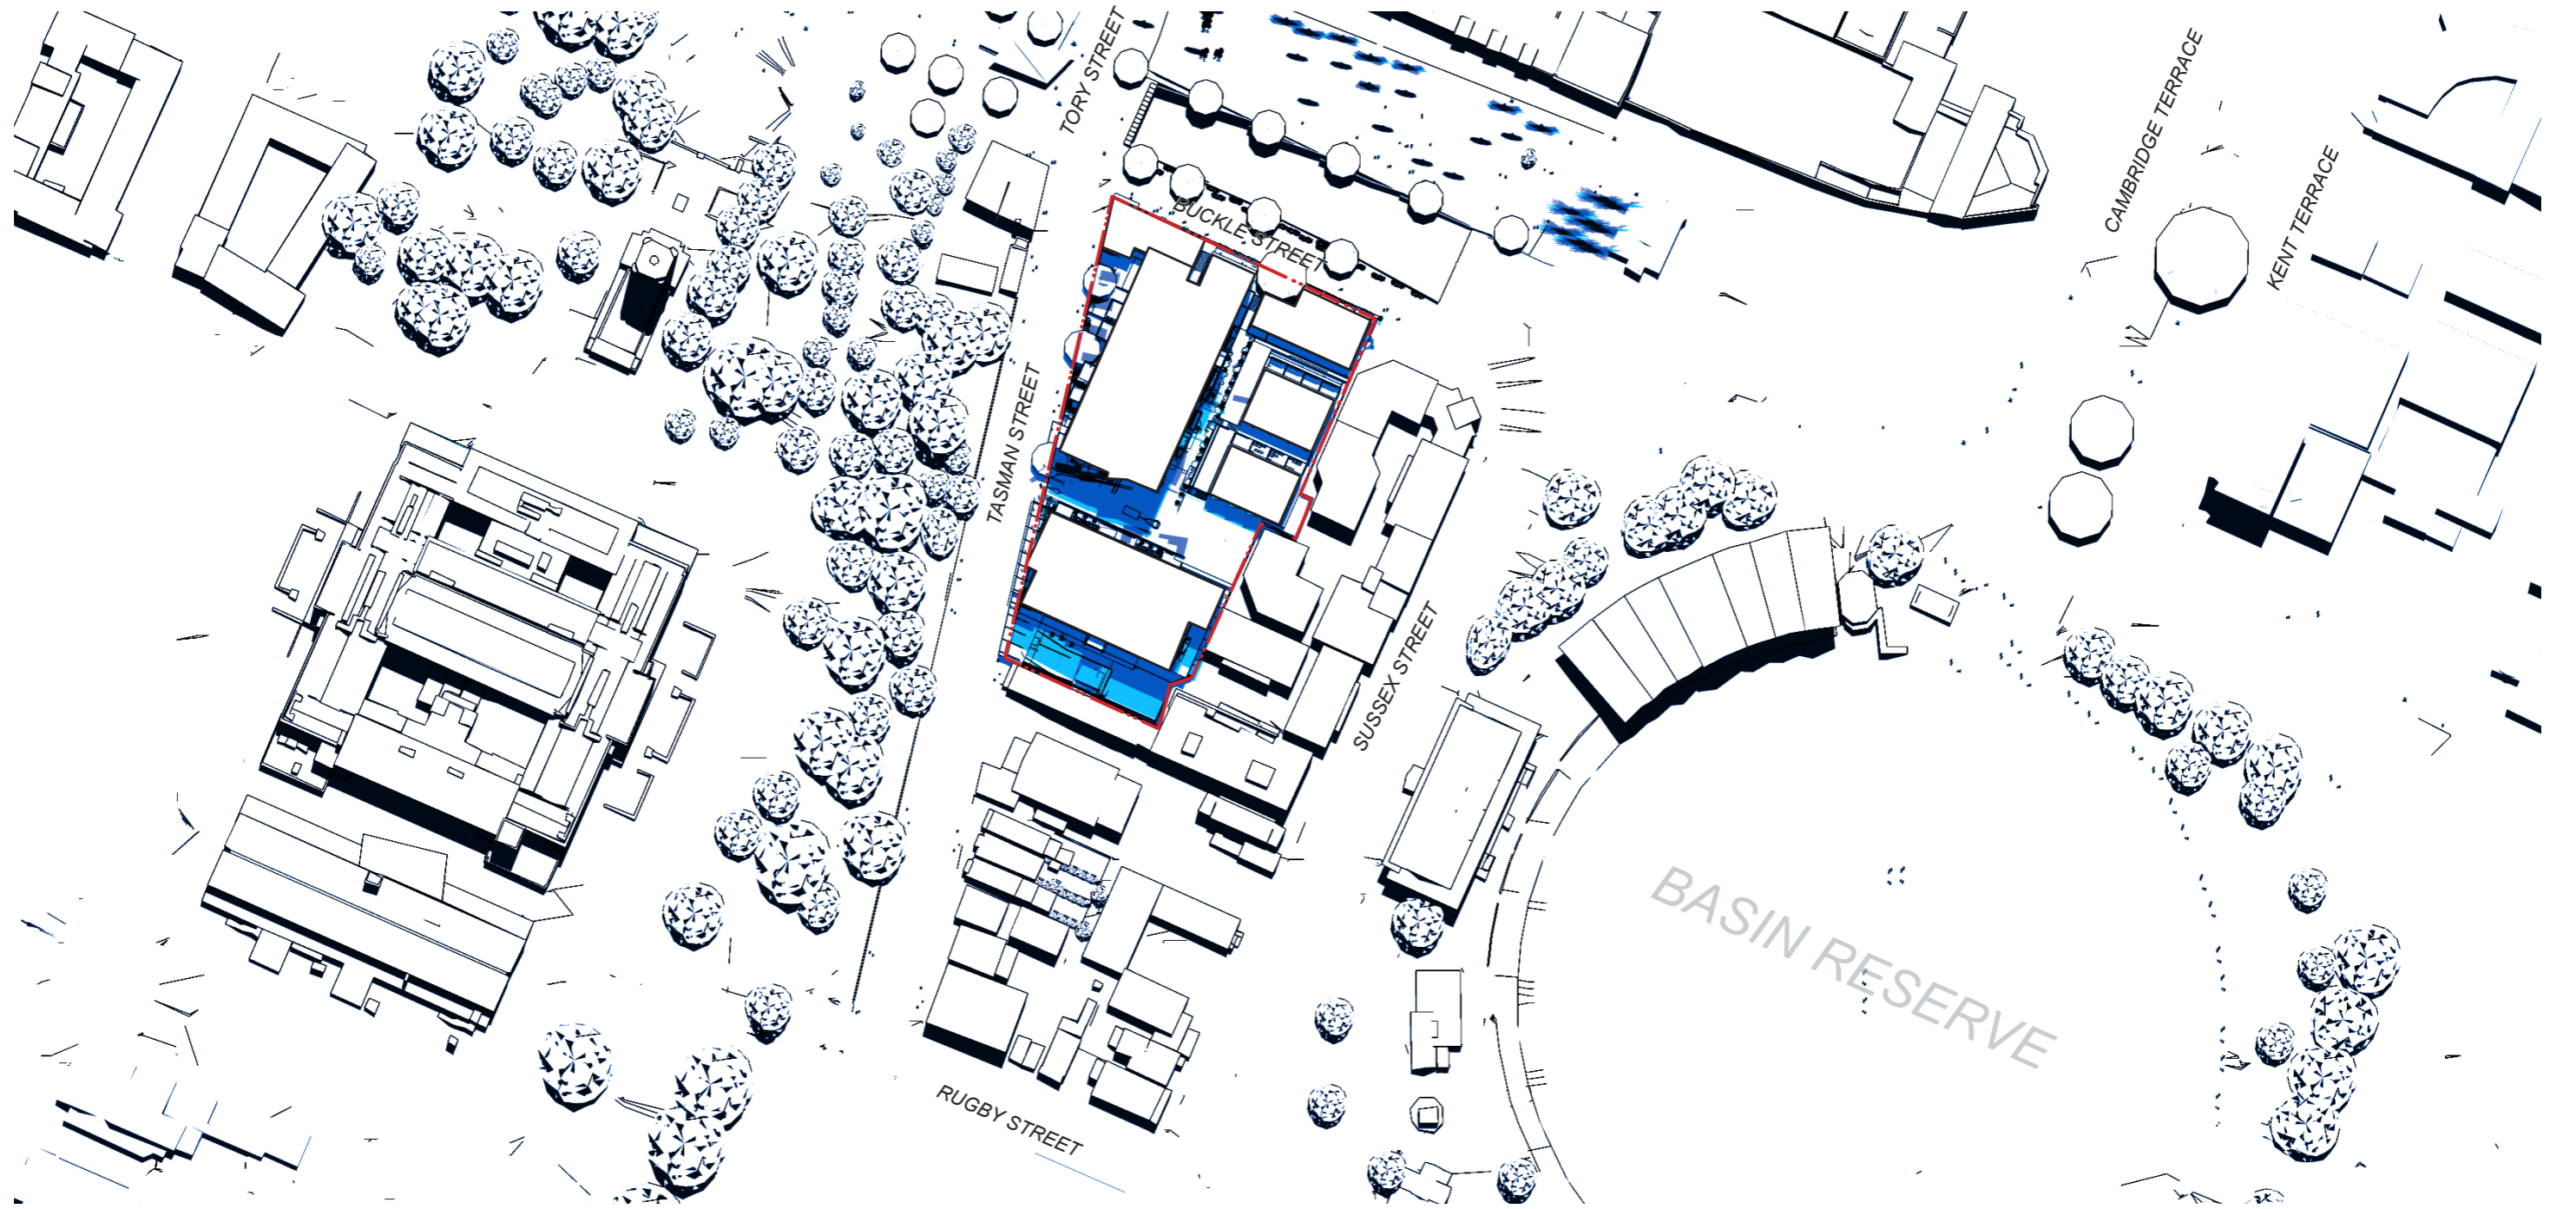 TORY STREET
CAMBRIDGE TERRACE
KENT TERRACE
BUCKLE STREET
TASMAN STREET
SUSSEX STREET
BASIN RESERVE
RUGBY STREET